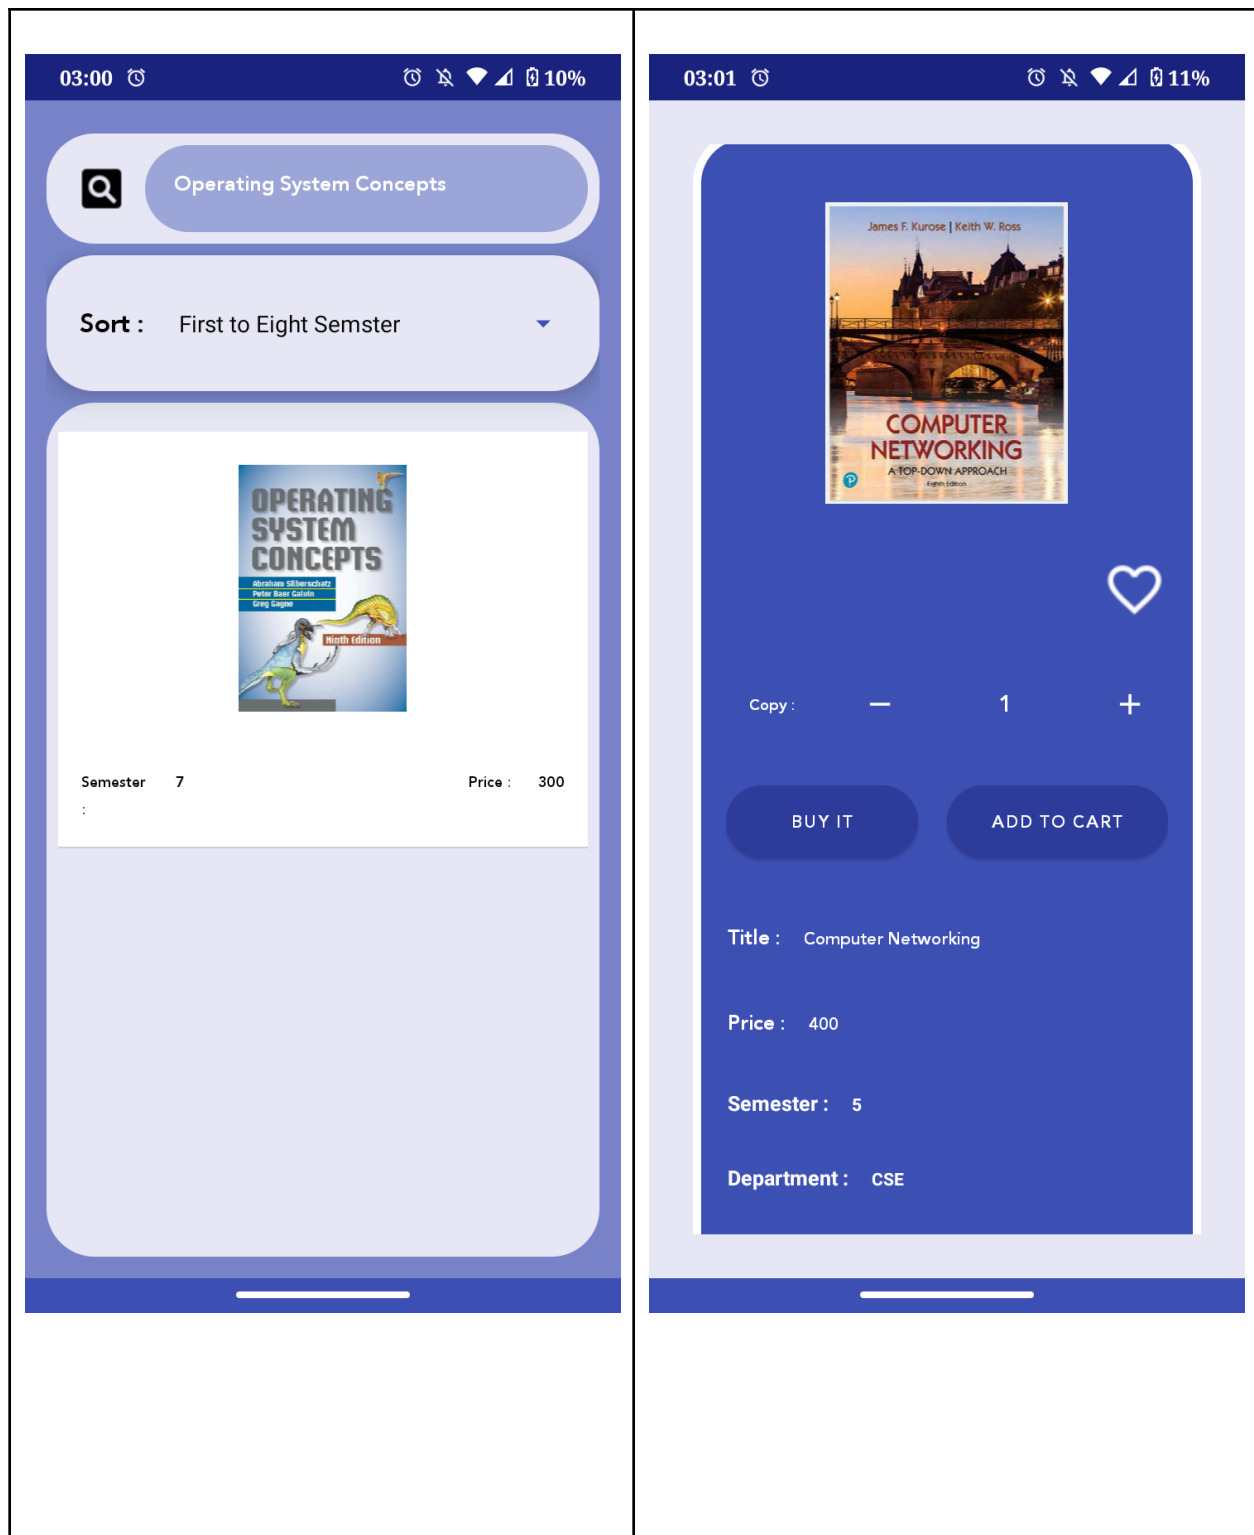 03:00
10%
Operating System Concepts
Sort :
First to Eight Semster
OPERATING
SYSTEM
CONCEPTS
Abraham Silberschatz
Peter Baer Galvin
Greg Gagne
Ninth Edition
Semester : 7
Price : 300
03:01
11%
James F. Kurose | Keith W. Ross
COMPUTER
NETWORKING
A TOP-DOWN APPROACH
Eighth Edition
P
Copy :
1
BUY IT
ADD TO CART
Title : Computer Networking
Price : 400
Semester : 5
Department : CSE